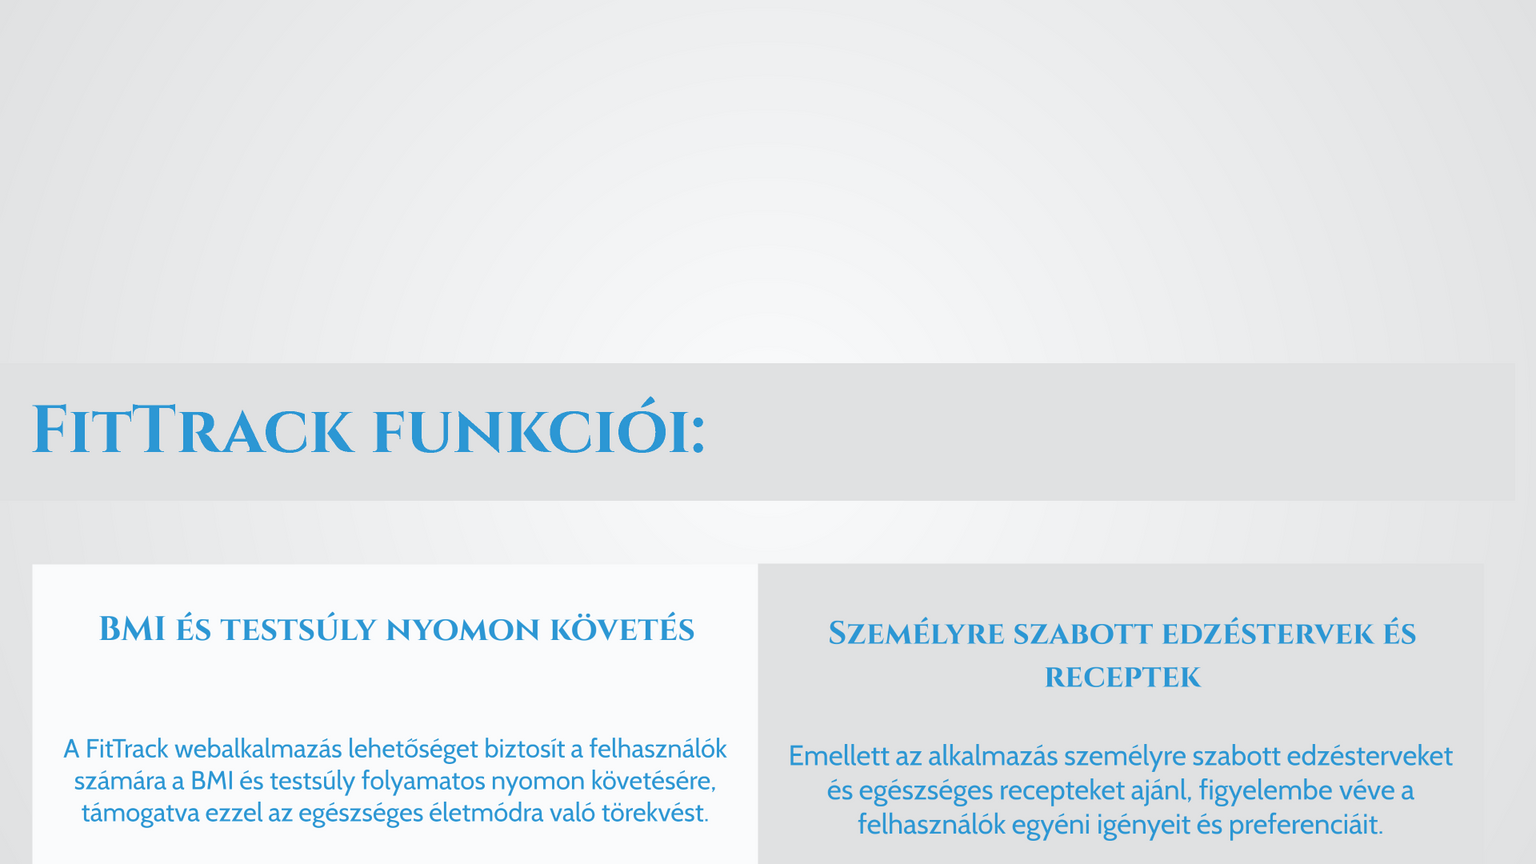 FitTrack funkciói:
BMI és testsúly nyomon követés
A FitTrack webalkalmazás lehetőséget biztosít a felhasználók
számára a BMI és testsúly folyamatos nyomon követésére,
támogatva ezzel az egészséges életmódra való törekvést.
Személyre szabott edzéstervek és
receptek
Emellett az alkalmazás személyre szabott edzésterveket
és egészséges recepteket ajánl, figyelembe véve a
felhasználók egyéni igényeit és preferenciáit.